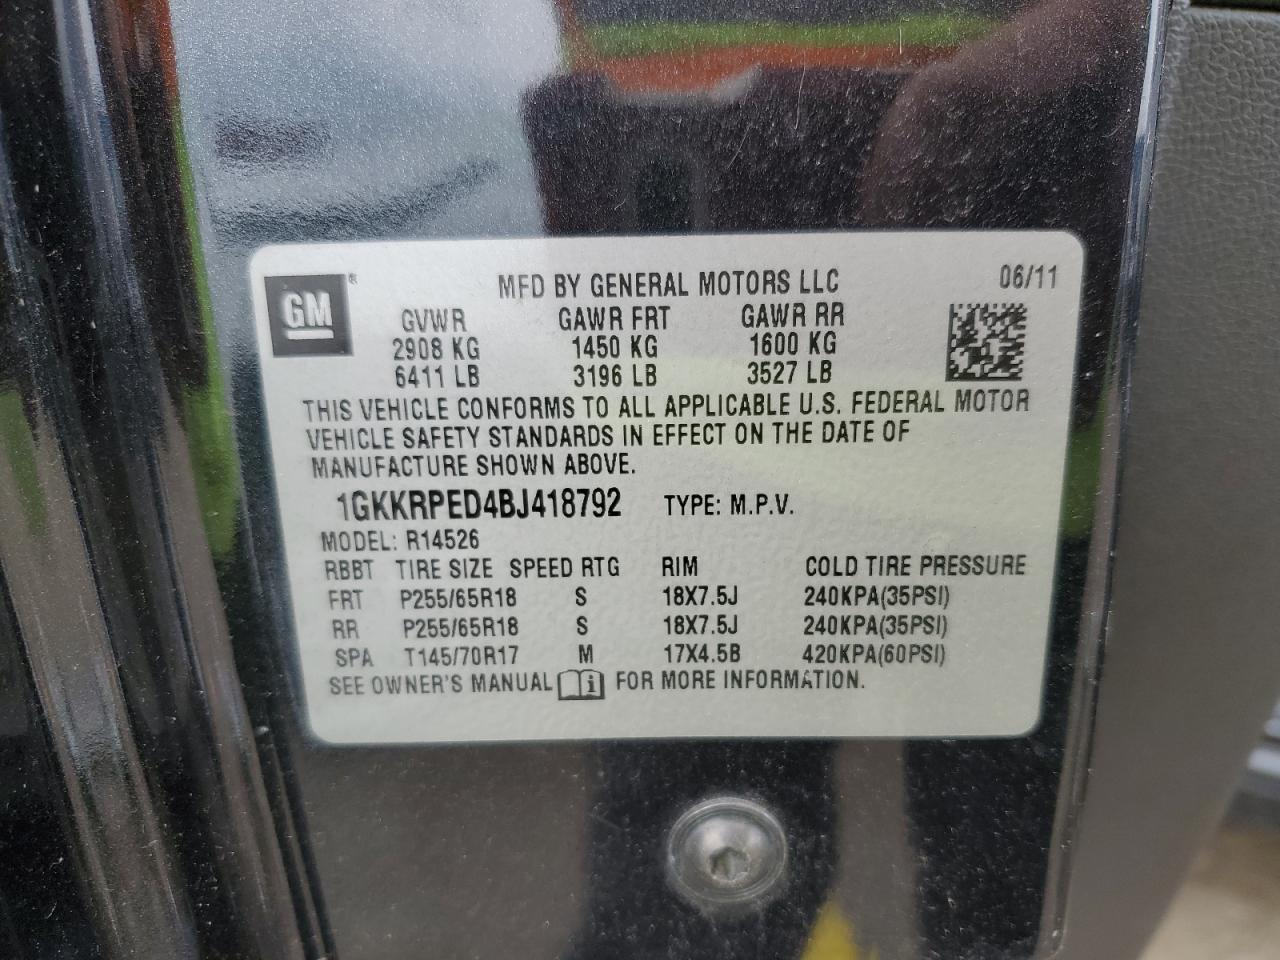 GM ® MFD BY GENERAL MOTORS LLC 06/11
GVWR GAWR FRT GAWR RR
2908 KG 1450 KG 1600 KG
6411 LB 3196 LB 3527 LB
THIS VEHICLE CONFORMS TO ALL APPLICABLE U.S. FEDERAL MOTOR
VEHICLE SAFETY STANDARDS IN EFFECT ON THE DATE OF
MANUFACTURE SHOWN ABOVE.
1GKKRPED4BJ418792 TYPE: M.P.V.
MODEL: R14526
RBBT TIRE SIZE SPEED RTG RIM COLD TIRE PRESSURE
FRT P255/65R18 S 18X7.5J 240KPA(35PSI)
RR P255/65R18 S 18X7.5J 240KPA(35PSI)
SPA T145/70R17 M 17X4.5B 420KPA(60PSI)
SEE OWNER'S MANUAL i FOR MORE INFORMATION.